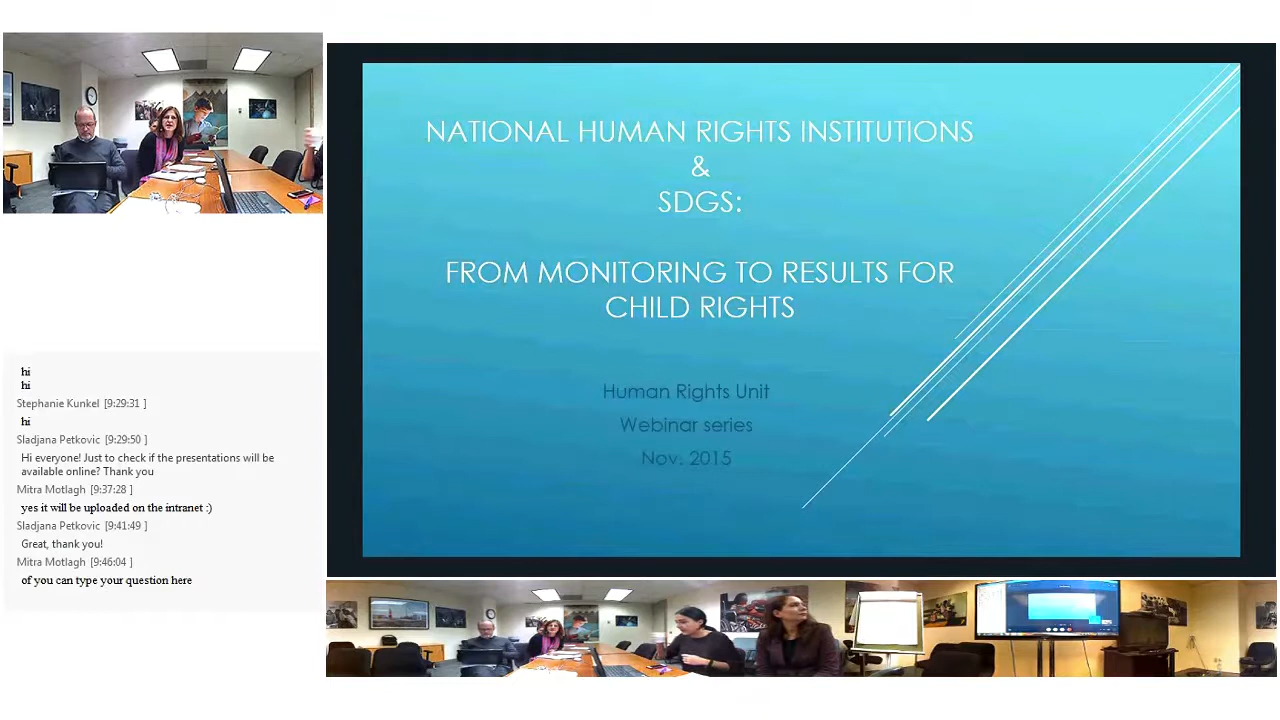 NATIONAL HUMAN RIGHTS INSTITUTIONS
&
SDGS:
FROM MONITORING TO RESULTS FOR
CHILD RIGHTS
Human Rights Unit
Webinar series
Nov. 2015
hi
hi
Stephanie Kunkel [9:29:31 ]
hi
Sladjana Petkovic [9:29:50 ]
Hi everyone! Just to check if the presentations will be
available online? Thank you
Mitra Motlagh [9:37:28 ]
yes it will be uploaded on the intranet :)
Sladjana Petkovic [9:41:49 ]
Great, thank you!
Mitra Motlagh [9:46:04 ]
of you can type your question here